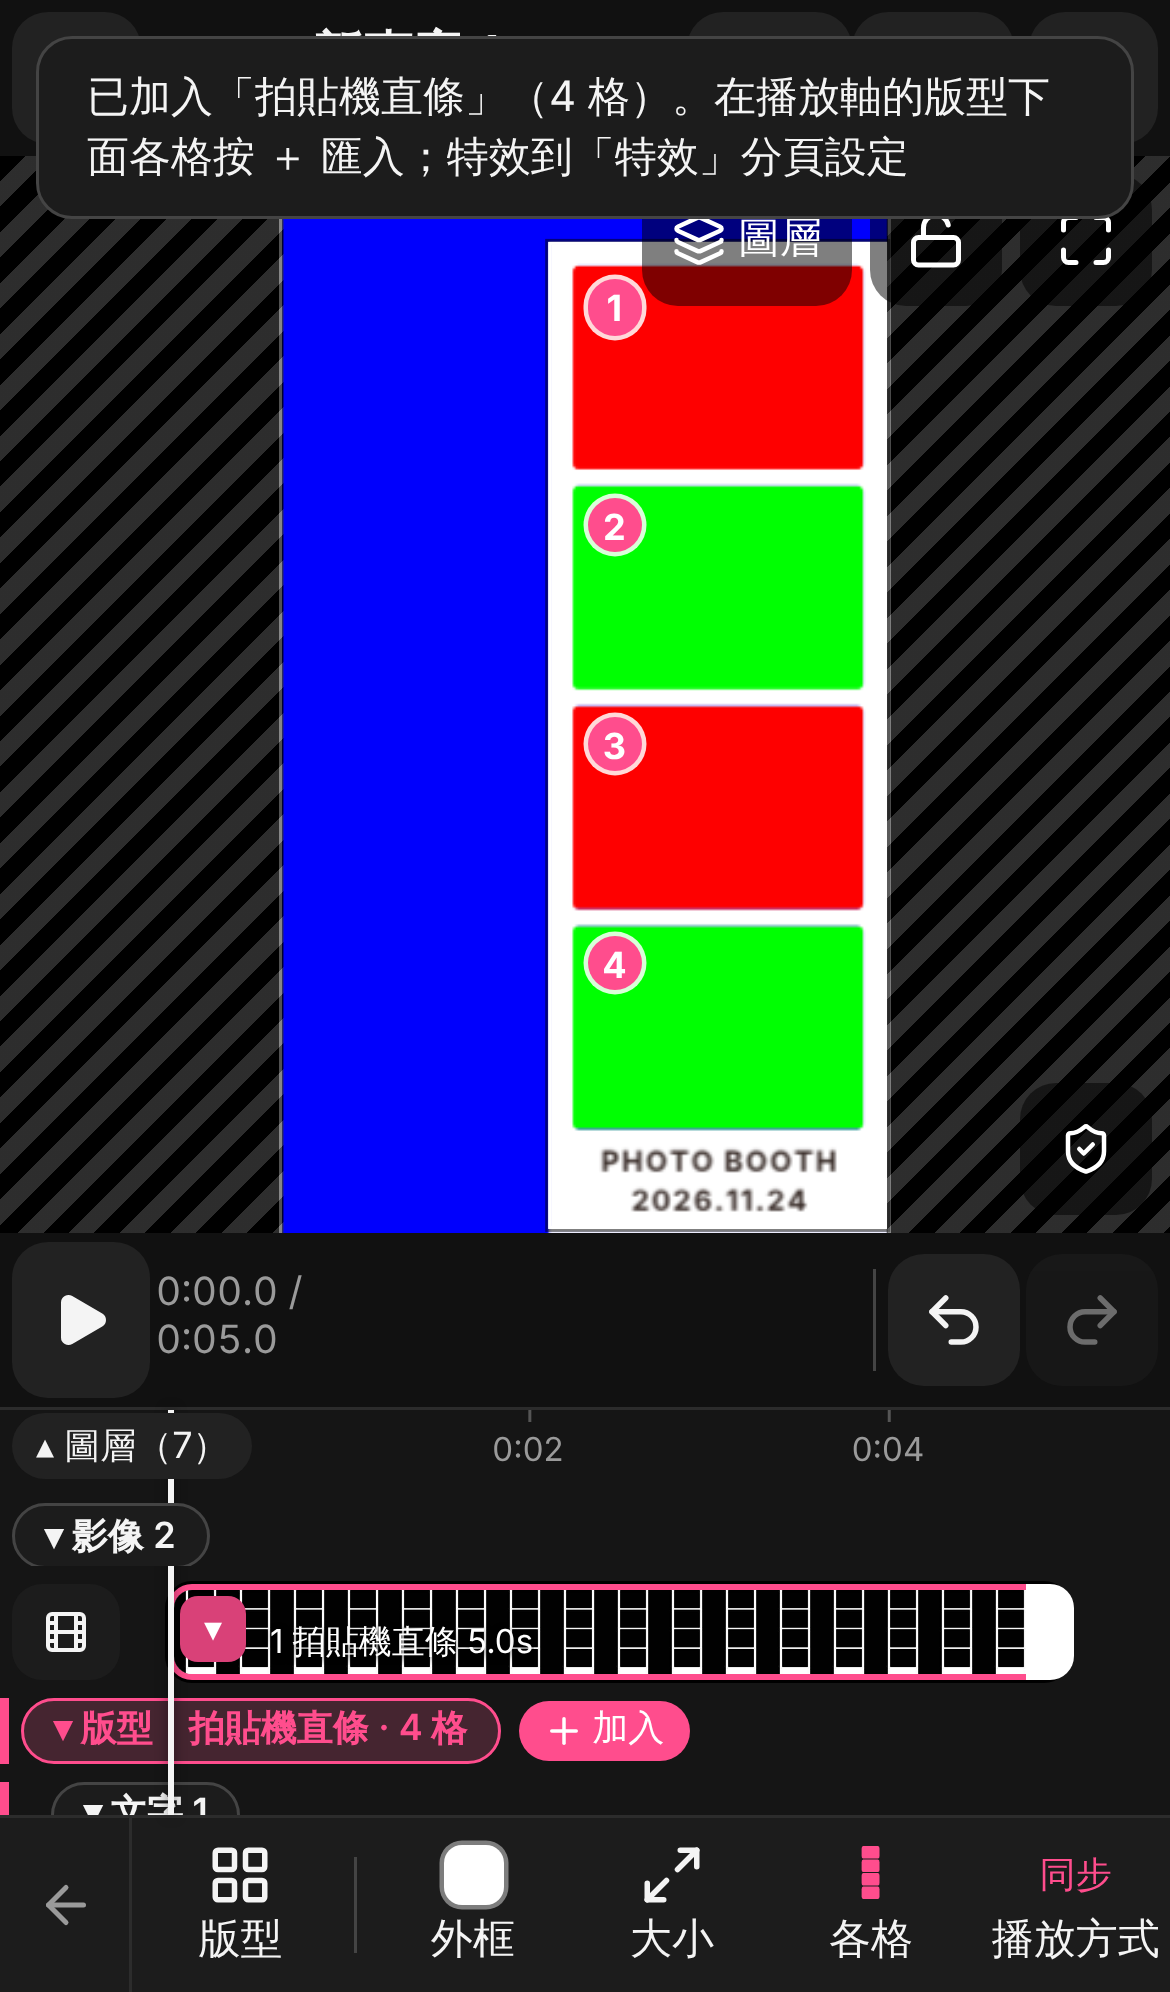 已加入「拍貼機直條」（4 格）。在播放軸的版型下
面各格按 ＋ 匯入；特效到「特效」分頁設定
圖層
1
2
3
4
PHOTO BOOTH
2026.11.24
0:00.0 /
0:05.0
▲ 圖層（7）
0:02
0:04
▼ 影像 2
▼
1 拍貼機直條 5.0s
▼ 版型 拍貼機直條 · 4 格
＋ 加入
▼ 文字 1
同步
版型
外框
大小
各格
播放方式